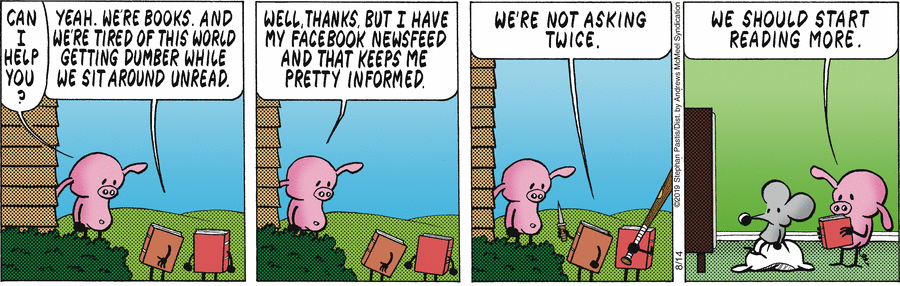 CAN
I
HELP
YOU
?
YEAH. WE'RE BOOKS. AND
WE'RE TIRED OF THIS WORLD
GETTING DUMBER WHILE
WE SIT AROUND UNREAD.
WELL, THANKS, BUT I HAVE
MY FACEBOOK NEWSFEED
AND THAT KEEPS ME
PRETTY INFORMED.
WE'RE NOT ASKING
TWICE.
©2019 Stephan Pastis/Dist. by Andrews McMeel Syndication
8/14
WE SHOULD START
READING MORE.